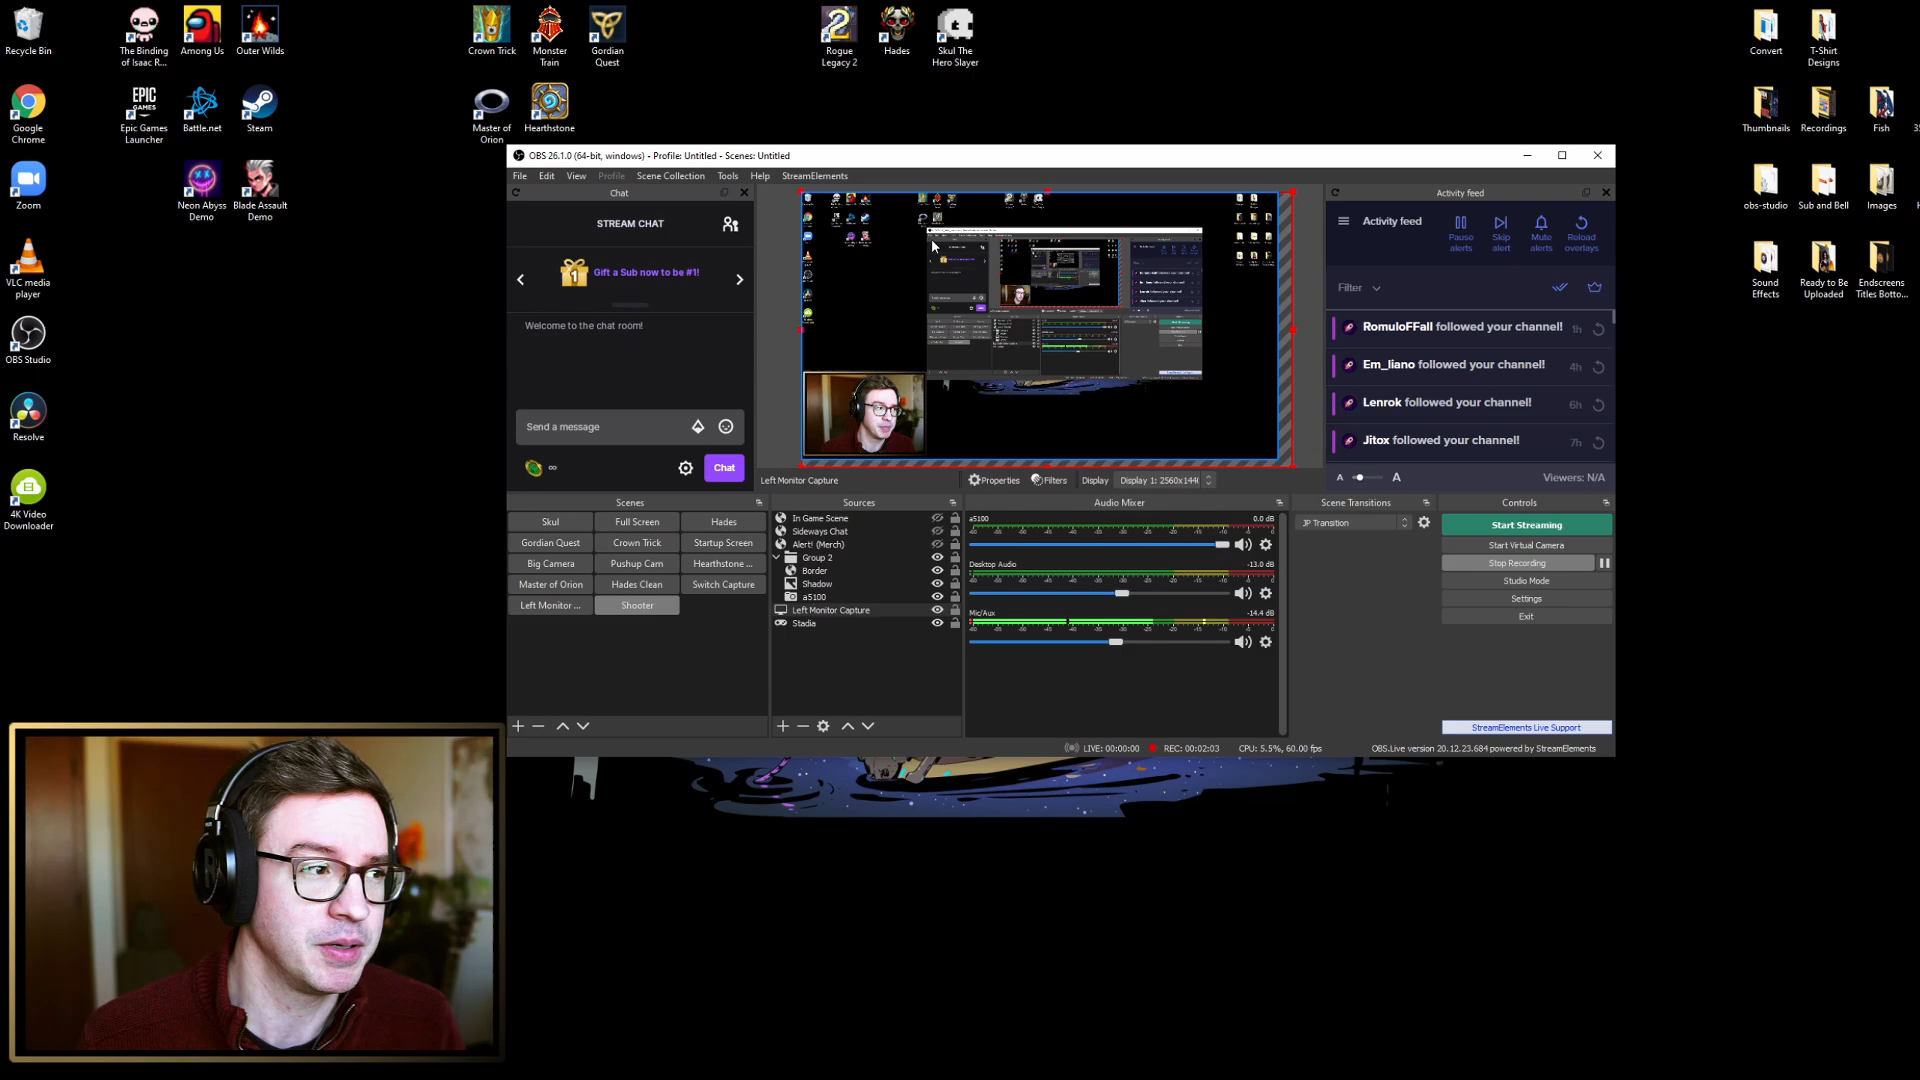 Recycle Bin
The Binding
of Isaac R...
Among Us
Outer Wilds
Crown Trick
Monster
Train
Gordian
Quest
Rogue
Legacy 2
Hades
Skul The
Hero Slayer
Convert
T-Shirt
Designs
Google
Chrome
EPIC
GAMES
Epic Games
Launcher
Battle.net
Steam
Master of
Orion
Hearthstone
Thumbnails
Recordings
Fish
Zoom
Neon Abyss
Demo
Blade Assault
Demo
obs-studio
Sub and Bell
Images
VLC media
player
Sound
Effects
Ready to Be
Uploaded
Endscreens
Titles Botto...
OBS Studio
Resolve
4K Video
Downloader
OBS 26.1.0 (64-bit, windows) - Profile: Untitled - Scenes: Untitled
File Edit View Profile Scene Collection Tools Help StreamElements
Chat
STREAM CHAT
1
Gift a Sub now to be #1!
Welcome to the chat room!
Send a message
∞
Chat
Activity feed
Activity feed
Pause
alerts
Skip
alert
Mute
alerts
Reload
overlays
Filter
RomuloFFall followed your channel! 1h
Em_liano followed your channel! 4h
Lenrok followed your channel! 6h
Jitox followed your channel! 7h
A A Viewers: N/A
Left Monitor Capture Properties Filters Display Display 1: 2560x144(
Scenes
Skul Full Screen Hades
Gordian Quest Crown Trick Startup Screen
Big Camera Pushup Cam Hearthstone ...
Master of Orion Hades Clean Switch Capture
Left Monitor ... Shooter
Sources
In Game Scene
Sideways Chat
Alert! (Merch)
Group 2
Border
Shadow
a5100
Left Monitor Capture
Stadia
Audio Mixer
a5100 0.0 dB
Desktop Audio -13.0 dB
Mic/Aux -14.4 dB
Scene Transitions
JP Transition
Controls
Start Streaming
Start Virtual Camera
Stop Recording
Studio Mode
Settings
Exit
StreamElements Live Support
LIVE: 00:00:00 REC: 00:02:03 CPU: 5.5%, 60.00 fps OBS.Live version 20.12.23.684 powered by StreamElements